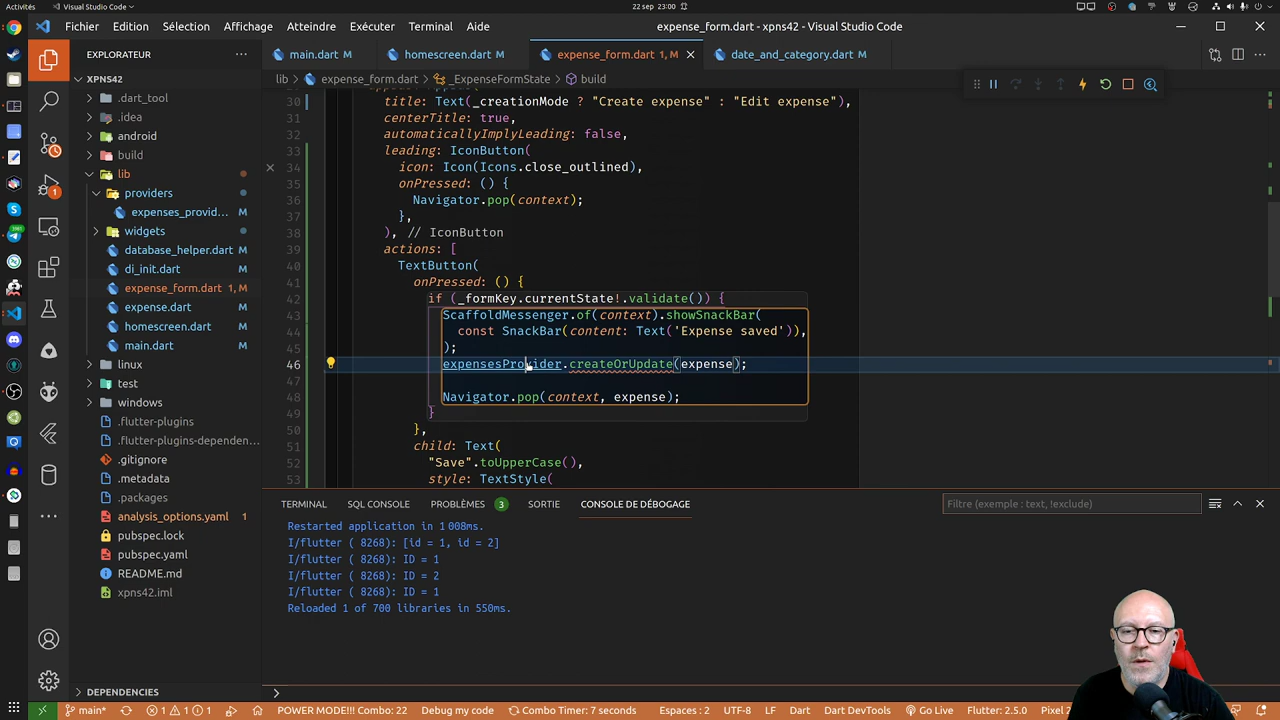 Activités
22 sep 23:00
Fichier Edition Sélection Affichage Atteindre Exécuter Terminal Aide
expense_form.dart - xpns42 - Visual Studio Code
EXPLORATEUR
main.dart M
homescreen.dart M
expense_form.dart 1, M
date_and_category.dart M
lib > expense_form.dart > _ExpenseFormState > build
XPNS42
.dart_tool
.idea
android
build
lib
providers
expenses_provid... M
widgets
database_helper.dart M
di_init.dart M
expense_form.dart 1, M
expense.dart M
homescreen.dart M
main.dart M
linux
test
windows
.flutter-plugins
.flutter-plugins-dependen...
.gitignore
.metadata
.packages
analysis_options.yaml 1
pubspec.lock
pubspec.yaml
README.md
xpns42.iml
DEPENDENCIES
30 title: Text(_creationMode ? "Create expense" : "Edit expense"),
31 centerTitle: true,
32 automaticallyImplyLeading: false,
33 leading: IconButton(
34 icon: Icon(Icons.close_outlined),
35 onPressed: () {
36 Navigator.pop(context);
37 },
38 ), // IconButton
39 actions: [
40 TextButton(
41 onPressed: () {
42 if (_formKey.currentState!.validate()) {
43 ScaffoldMessenger.of(context).showSnackBar(
44 const SnackBar(content: Text('Expense saved')),
45 );
46 expensesProvider.createOrUpdate(expense);
47
48 Navigator.pop(context, expense);
49 }
50 },
51 child: Text(
52 "Save".toUpperCase(),
53 style: TextStyle(
TERMINAL SQL CONSOLE PROBLÈMES 3 SORTIE CONSOLE DE DÉBOGAGE
Filtre (exemple : text, !exclude)
Restarted application in 1 008ms.
I/flutter ( 8268): [id = 1, id = 2]
I/flutter ( 8268): ID = 1
I/flutter ( 8268): ID = 2
I/flutter ( 8268): ID = 1
Reloaded 1 of 700 libraries in 550ms.
main* 1 1 1 POWER MODE!!! Combo: 22 Debug my code Combo Timer: 7 seconds Espaces : 2 UTF-8 LF Dart Dart DevTools Go Live Flutter: 2.5.0 Pixel 2